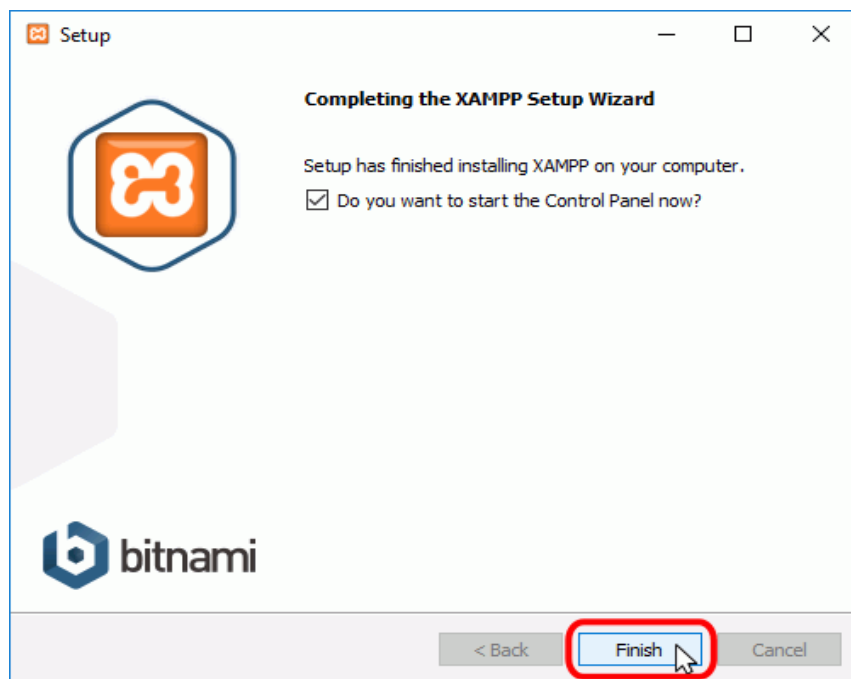 Setup
Completing the XAMPP Setup Wizard
Setup has finished installing XAMPP on your computer.
Do you want to start the Control Panel now?
bitnami
< Back
Finish
Cancel